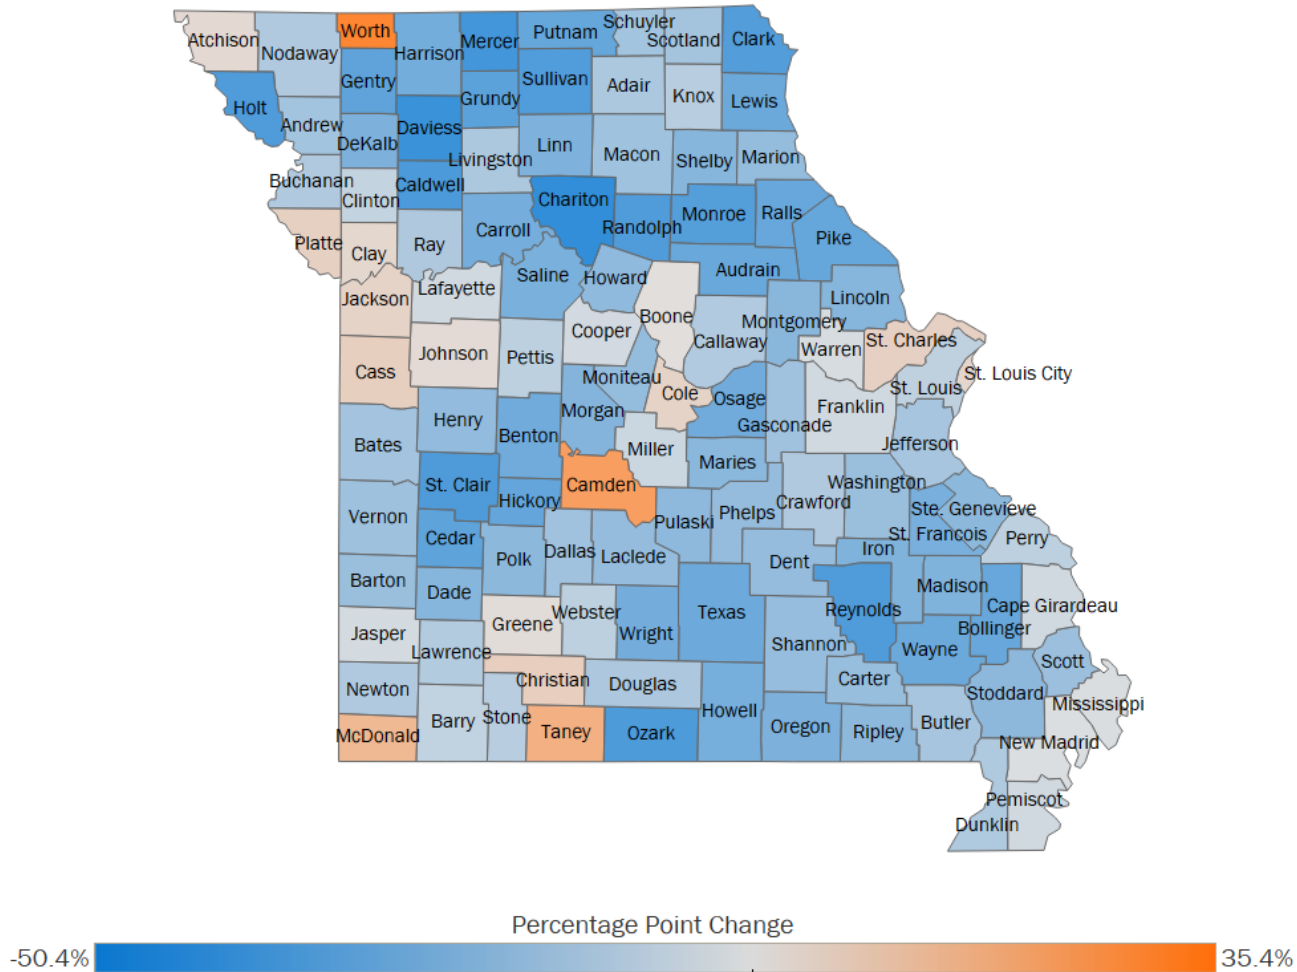 Schuyler
Atchison Nodaway Worth Harrison Mercer Putnam Scotland Clark
Holt Gentry Grundy Sullivan Adair Knox Lewis
Andrew DeKalb Daviess Livingston Linn Macon Shelby Marion
Buchanan Clinton Caldwell Chariton Randolph Monroe Ralls
Platte Clay Ray Carroll Pike
Jackson Lafayette Saline Howard Audrain Lincoln
Johnson Pettis Cooper Boone Callaway Montgomery Warren St. Charles
Cass Moniteau Cole St. Louis St. Louis City
Henry Benton Morgan Osage Gasconade Franklin
Bates Miller Maries Jefferson
St. Clair Hickory Camden Crawford Washington
Vernon Cedar Pulaski Phelps Ste. Genevieve
Polk Dallas Laclede Dent Iron St. Francois Perry
Barton Dade Madison
Jasper Greene Webster Wright Texas Reynolds Cape Girardeau
Lawrence Shannon Wayne Bollinger
Newton Christian Douglas Carter Scott
McDonald Barry Stone Taney Ozark Howell Oregon Ripley Butler Stoddard Mississippi
New Madrid
Pemiscot
Dunklin
Percentage Point Change
-50.4% 35.4%